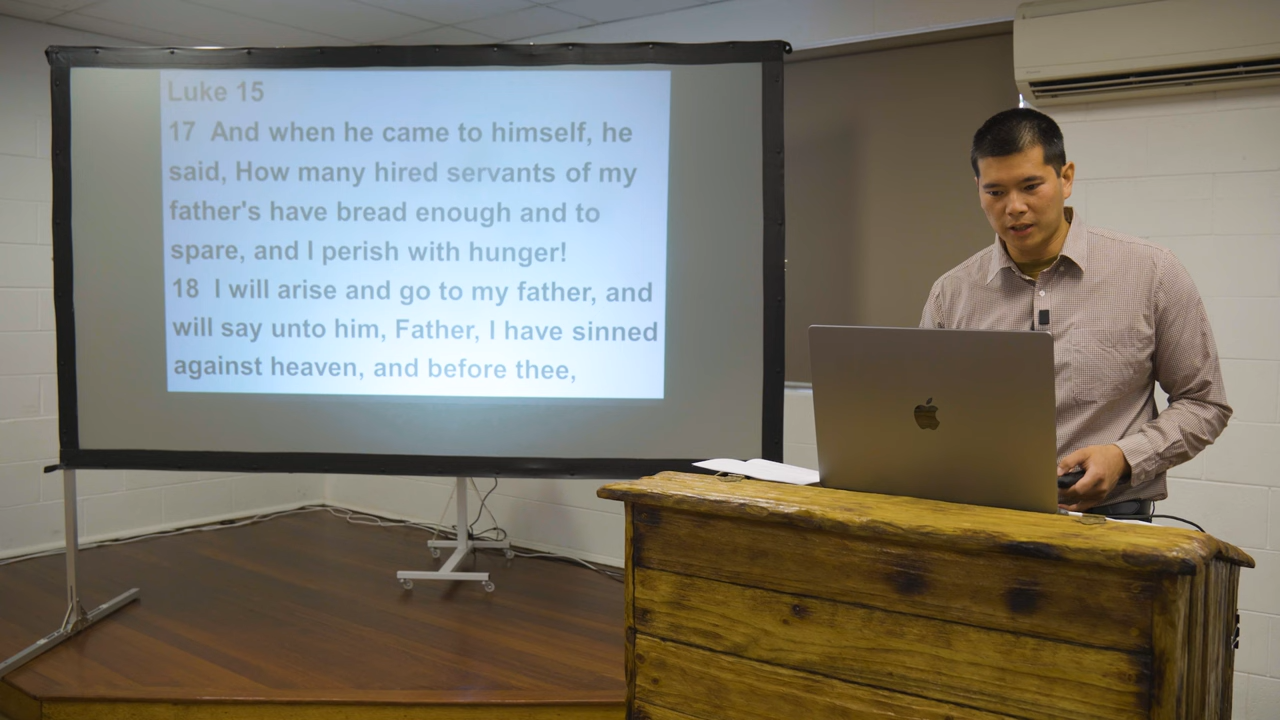 Luke 15
17 And when he came to himself, he
said, How many hired servants of my
father's have bread enough and to
spare, and I perish with hunger!
18 I will arise and go to my father, and
will say unto him, Father, I have sinned
against heaven, and before thee,